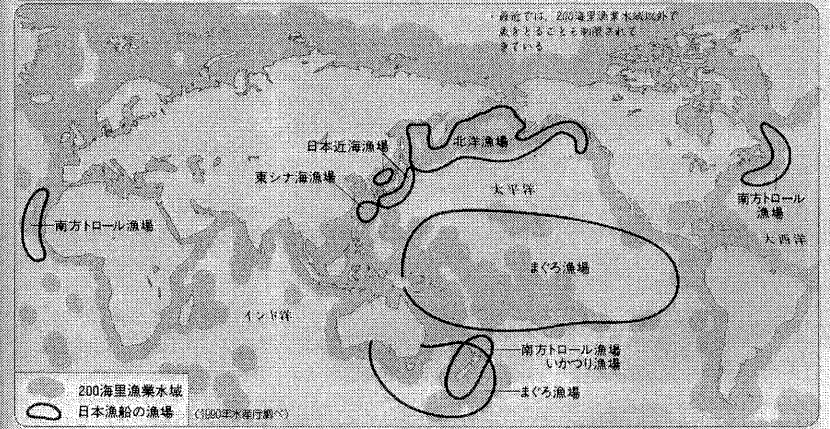 最近では、200海里漁業水域以外で
魚をとることも制限されて
きている
日本近海漁場
北洋漁場
東シナ海漁場
太平洋
南方トロール
漁場
南方トロール漁場
大西洋
まぐろ漁場
インド洋
南方トロール漁場
いかつり漁場
まぐろ漁場
200海里漁業水域
日本漁船の漁場
(1990年水産庁調べ)